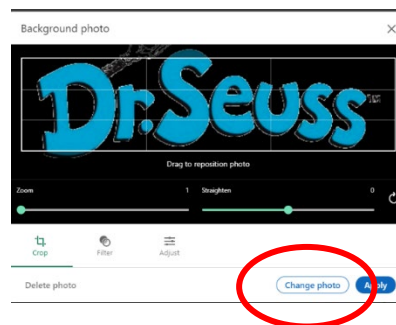 Background photo
Dr. Seuss
Drag to reposition photo
Zoom 1 Straighten 0
Crop Filter Adjust
Delete photo Change photo Apply